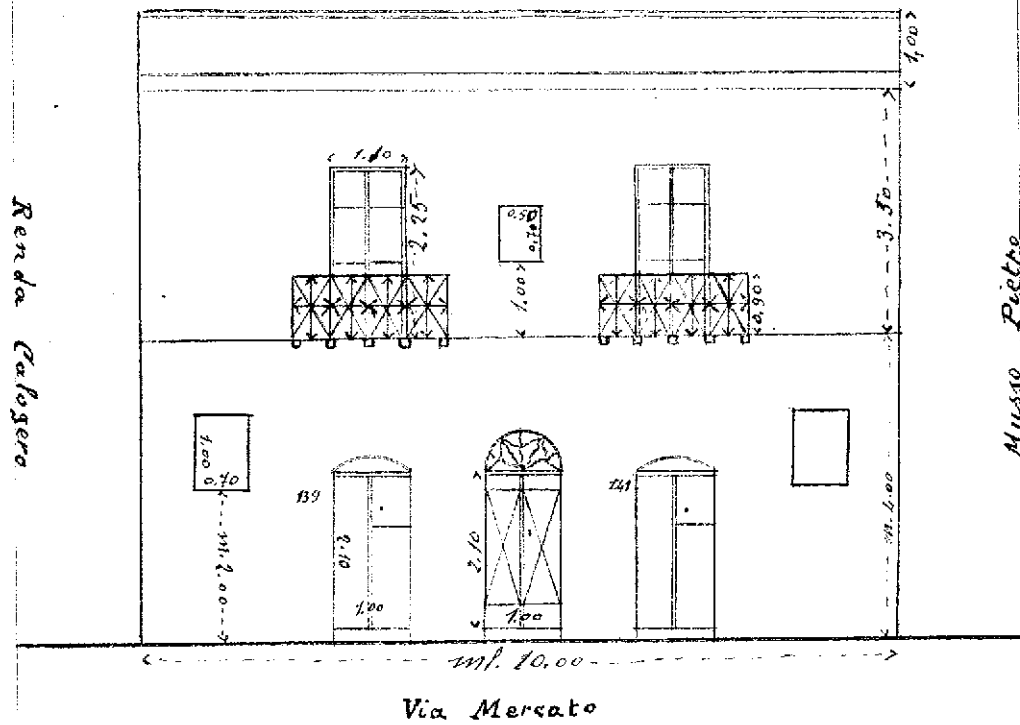 1,00
1.10
2.25
0,50
0,70
1.00
3.50
0,90
Renda Calogero
Musso Pietro
1.00
0.70
m. 2.00
139
2.10
1.00
2.10
1.00
141
m. 4.00
ml. 10.00
Via Mercato